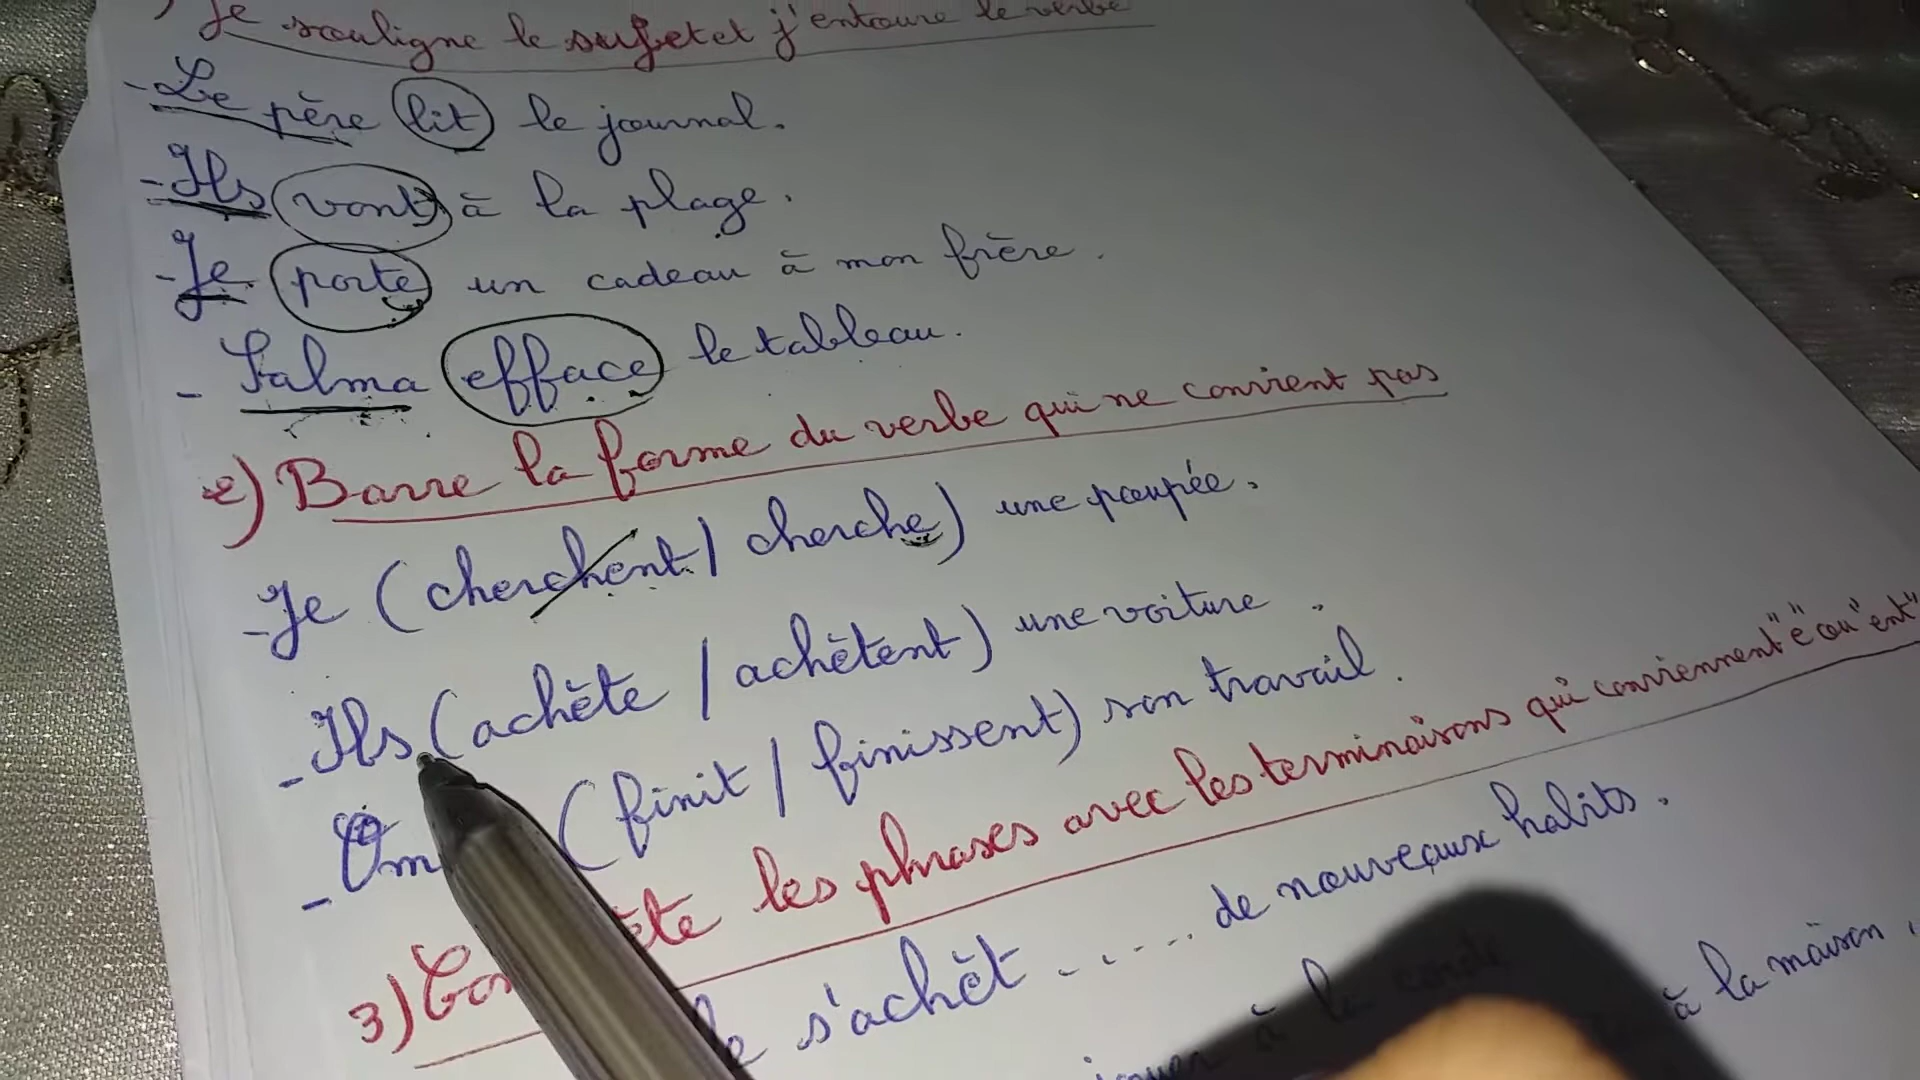 Je souligne le sujet et j'entoure le verbe
- Le père lit le journal.
- Ils vont à la plage.
- Je porte un cadeau à mon frère.
- Salma efface le tableau.
2) Barre la forme du verbe qui ne convient pas
- Je (cherchent / cherche) une poupée.
- Ils (achète / achètent) une voiture.
- (finit / finissent) son travail.
3) les phrases avec les terminaisons qui conviennent "e" ou "ent"
s'achèt ..... de nouveaux habits.
à la corde
à la maison.